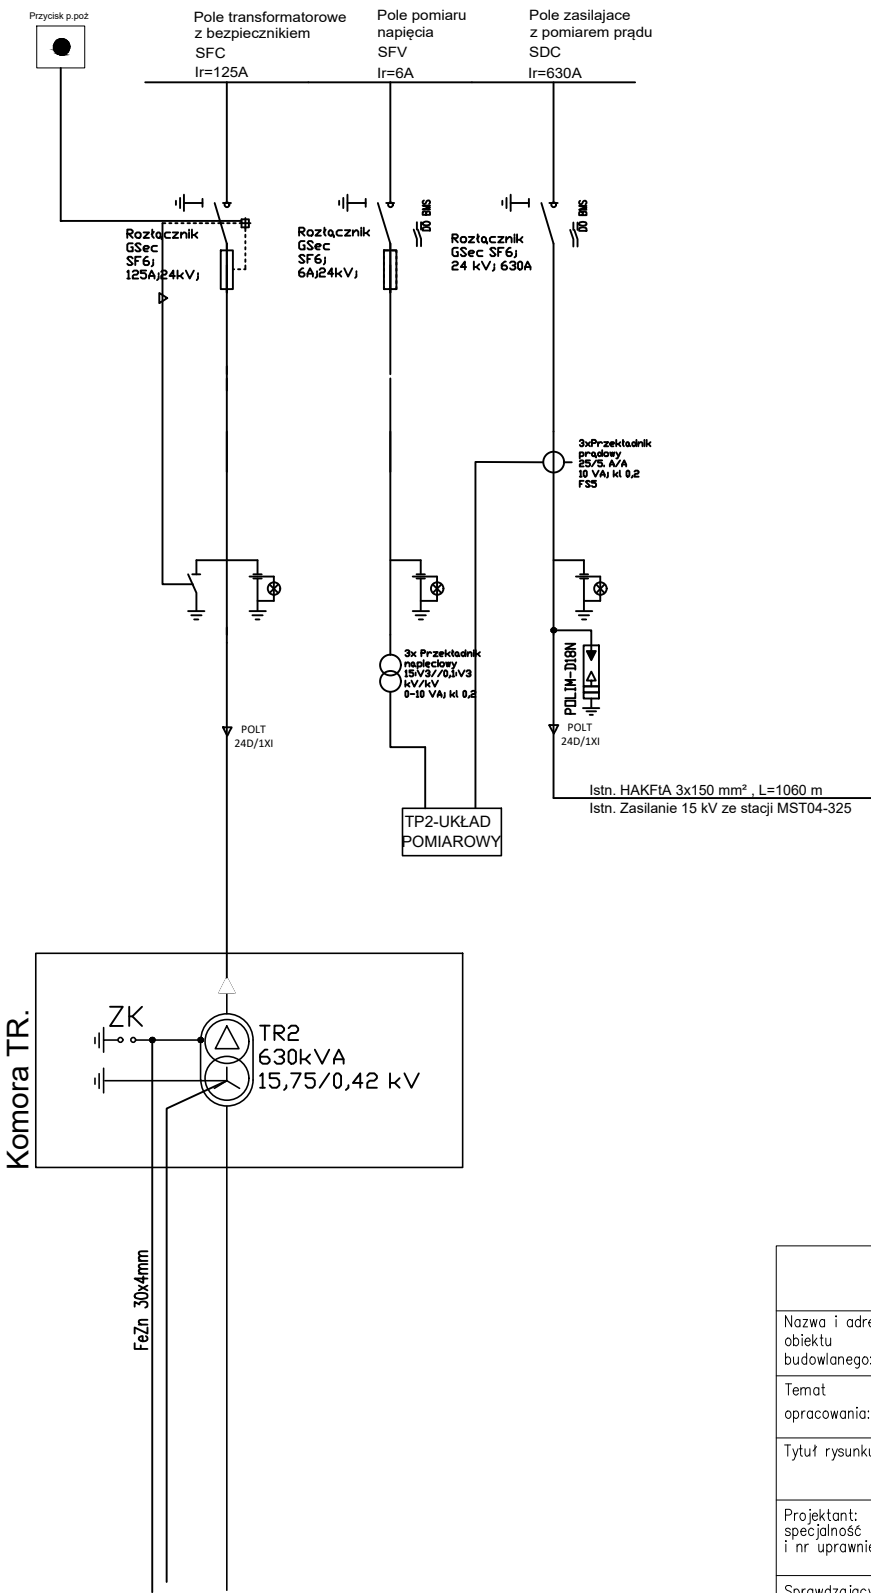 Przycisk p.poż
Pole transformatorowe
z bezpiecznikiem
SFC
Ir=125A
Pole pomiaru
napięcia
SFV
Ir=6A
Pole zasilajace
z pomiarem prądu
SDC
Ir=630A
Rozłącznik
GSec
SF6;
125A;24kV;
Rozłącznik
GSec
SF6;
6A;24kV;
DO BMS
Rozłącznik
GSec SF6;
24 kV; 630A
DO BMS
3xPrzekładnik
prądowy
25/5. A/A
10 VA; kl 0,2
FS5
3x Przekładnik
napięciowy
15:√3//0,1:√3
kV/kV
0-10 VA; kl 0,2
POLIM-D18N
POLT
24D/1XI
POLT
24D/1XI
Istn. HAKFtA 3x150 mm² , L=1060 m
Istn. Zasilanie 15 kV ze stacji MST04-325
TP2-UKŁAD
POMIAROWY
Komora TR.
ZK
TR2
630kVA
15,75/0,42 kV
FeZn 30x4mm
Nazwa i adre
obiektu
budowlanego:
Temat
opracowania:
Tytuł rysunku
Projektant:
specjalność
i nr uprawnie
Sprawdzający